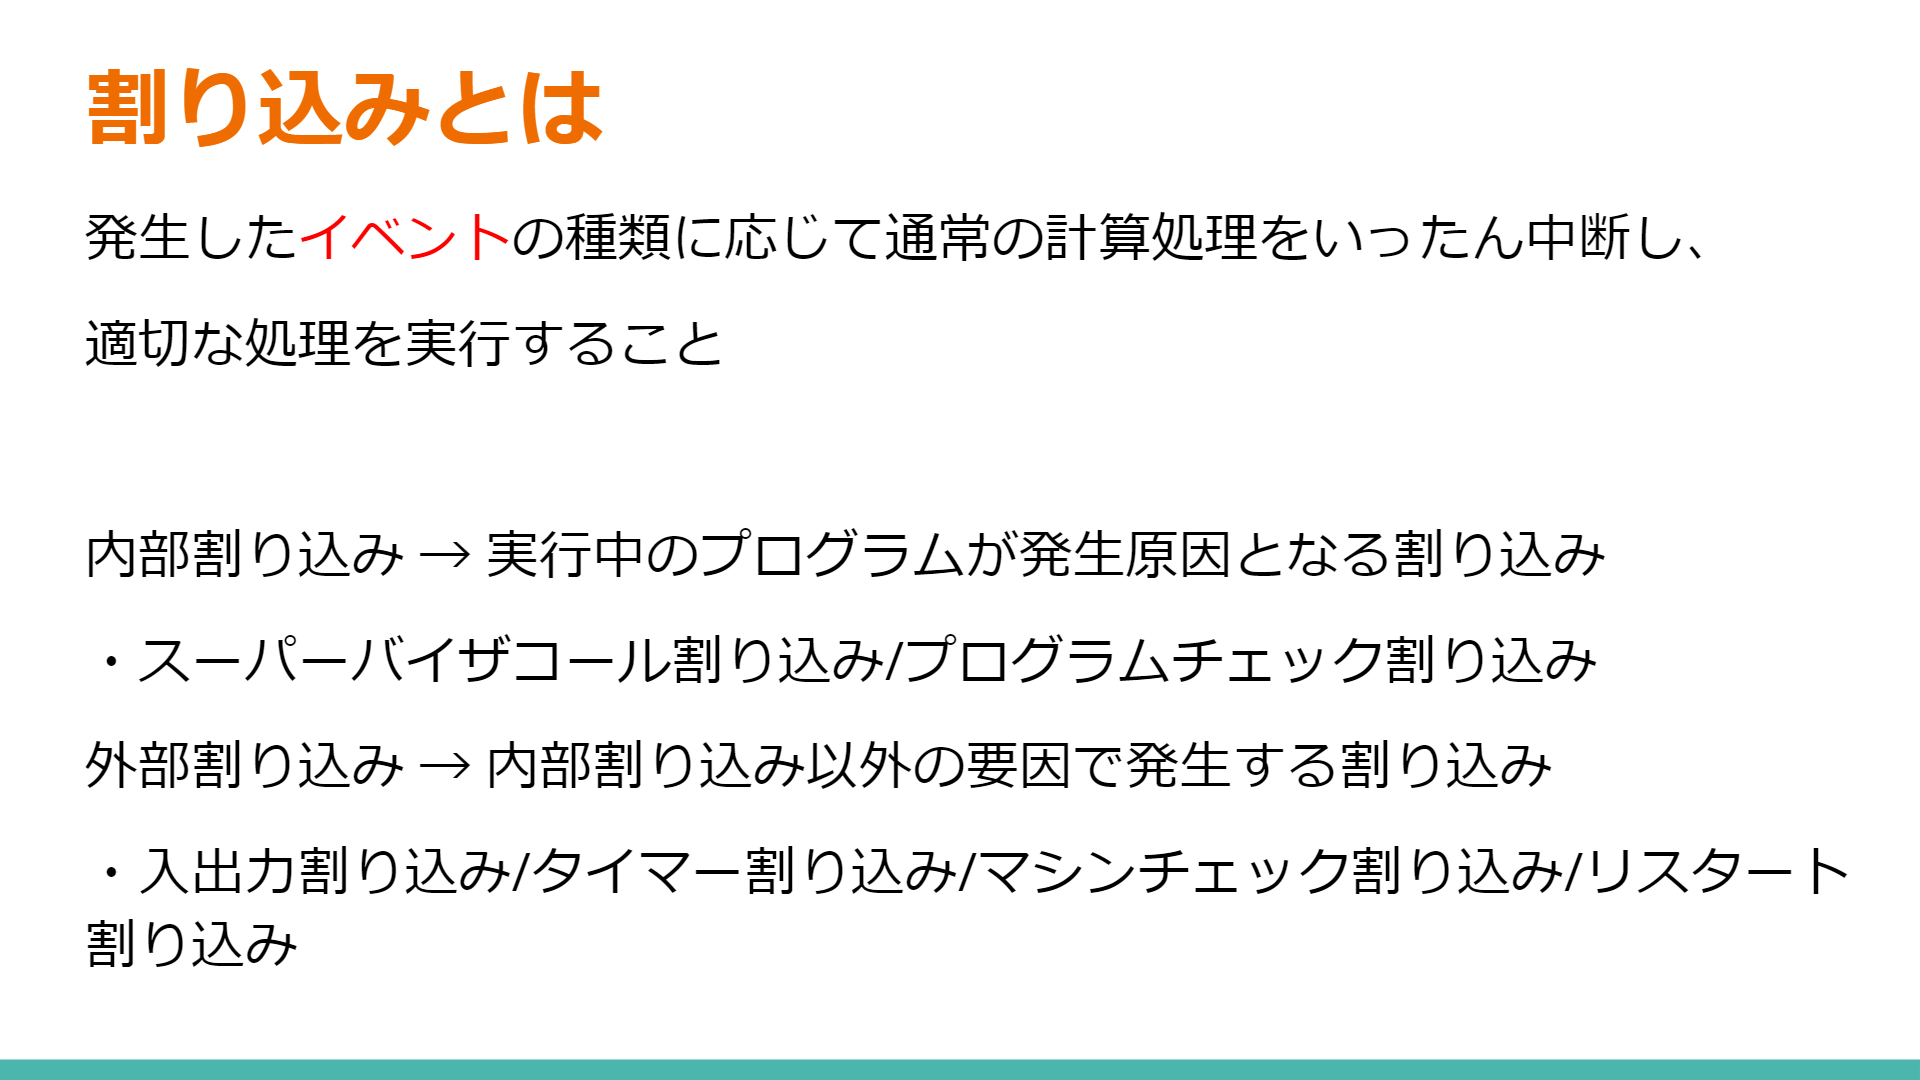 割り込みとは
発生したイベントの種類に応じて通常の計算処理をいったん中断し、
適切な処理を実行すること
内部割り込み → 実行中のプログラムが発生原因となる割り込み
・スーパーバイザコール割り込み/プログラムチェック割り込み
外部割り込み → 内部割り込み以外の要因で発生する割り込み
・入出力割り込み/タイマー割り込み/マシンチェック割り込み/リスタート
割り込み